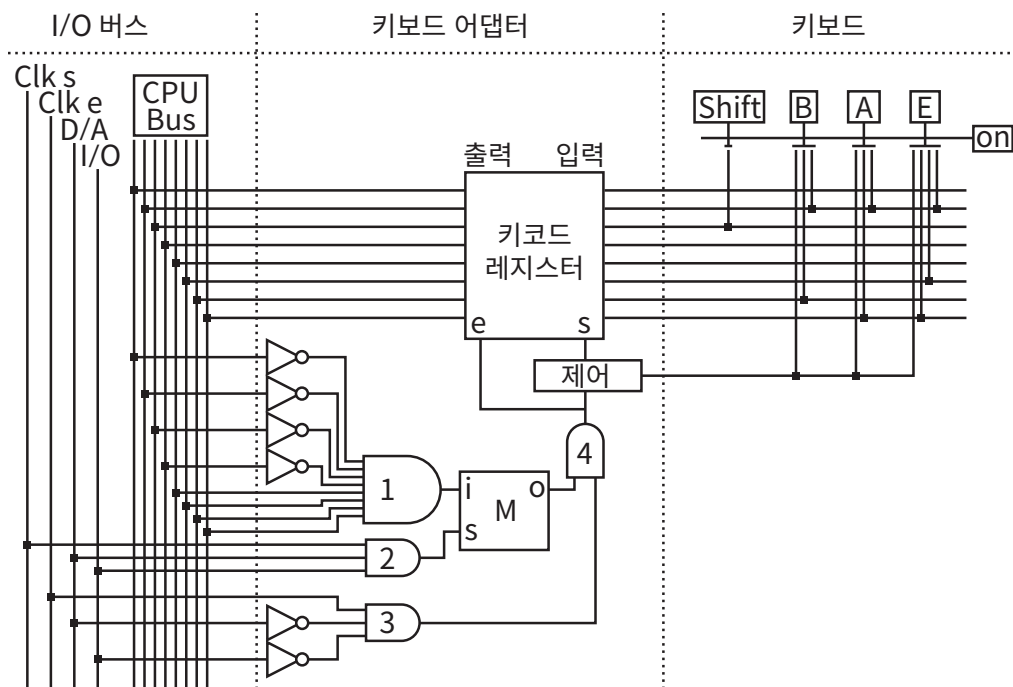 I/O 버스
키보드 어댑터
키보드
Clk s
Clk e
D/A
I/O
CPU
Bus
Shift
B
A
E
on
출력
입력
키코드
레지스터
e
s
제어
4
1
i
o
M
s
2
3